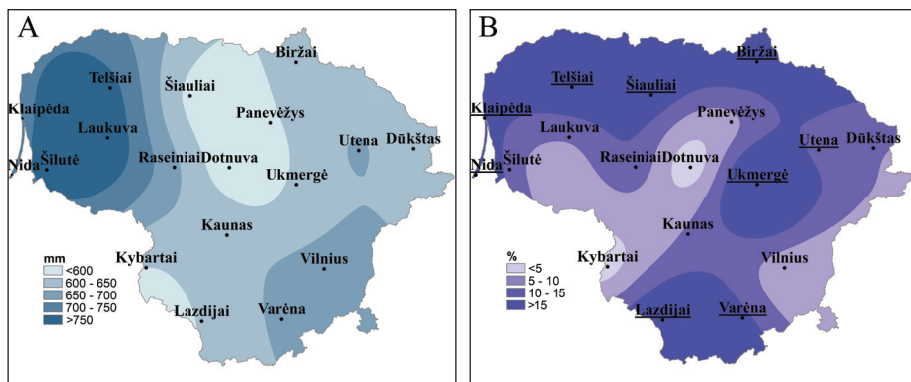 A
Biržai
Telšiai
Šiauliai
Klaipėda
Panevėžys
Laukuva
Utena
Dūkštas
Nida
Šilutė
Raseiniai
Dotnuva
Ukmergė
Kaunas
Kybartai
Vilnius
Lazdijai
Varėna
mm
<600
600 - 650
650 - 700
700 - 750
>750
B
Biržai
Telšiai
Šiauliai
Klaipėda
Panevėžys
Laukuva
Utena
Dūkštas
Nida
Šilutė
Raseiniai
Dotnuva
Ukmergė
Kaunas
Kybartai
Vilnius
Lazdijai
Varėna
%
<5
5 - 10
10 - 15
>15